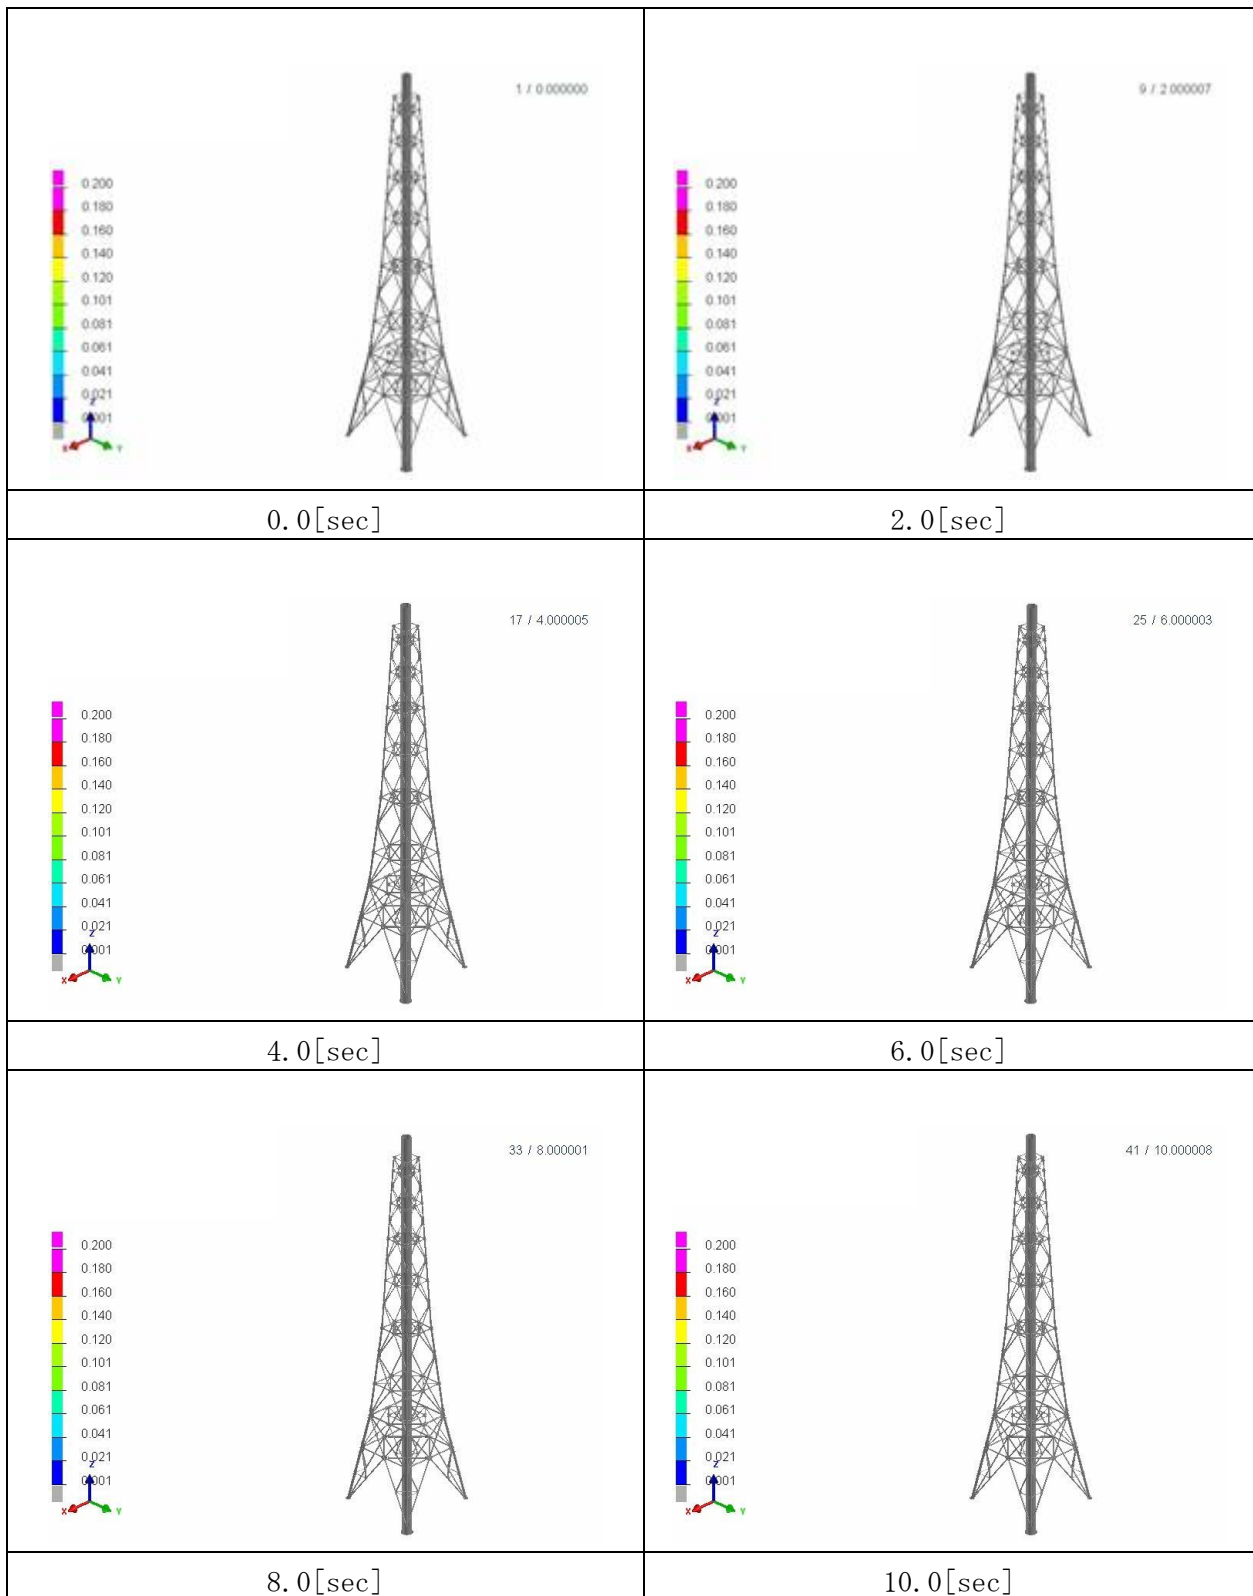 1 / 0.000000
0.200
0.180
0.160
0.140
0.120
0.101
0.081
0.061
0.041
0.021
0.001
Z
X
Y
0.0[sec]
9 / 2.000007
0.200
0.180
0.160
0.140
0.120
0.101
0.081
0.061
0.041
0.021
0.001
Z
X
Y
2.0[sec]
17 / 4.000005
0.200
0.180
0.160
0.140
0.120
0.101
0.081
0.061
0.041
0.021
0.001
Z
X
Y
4.0[sec]
25 / 6.000003
0.200
0.180
0.160
0.140
0.120
0.101
0.081
0.061
0.041
0.021
0.001
Z
X
Y
6.0[sec]
33 / 8.000001
0.200
0.180
0.160
0.140
0.120
0.101
0.081
0.061
0.041
0.021
0.001
Z
X
Y
8.0[sec]
41 / 10.000008
0.200
0.180
0.160
0.140
0.120
0.101
0.081
0.061
0.041
0.021
0.001
Z
X
Y
10.0[sec]